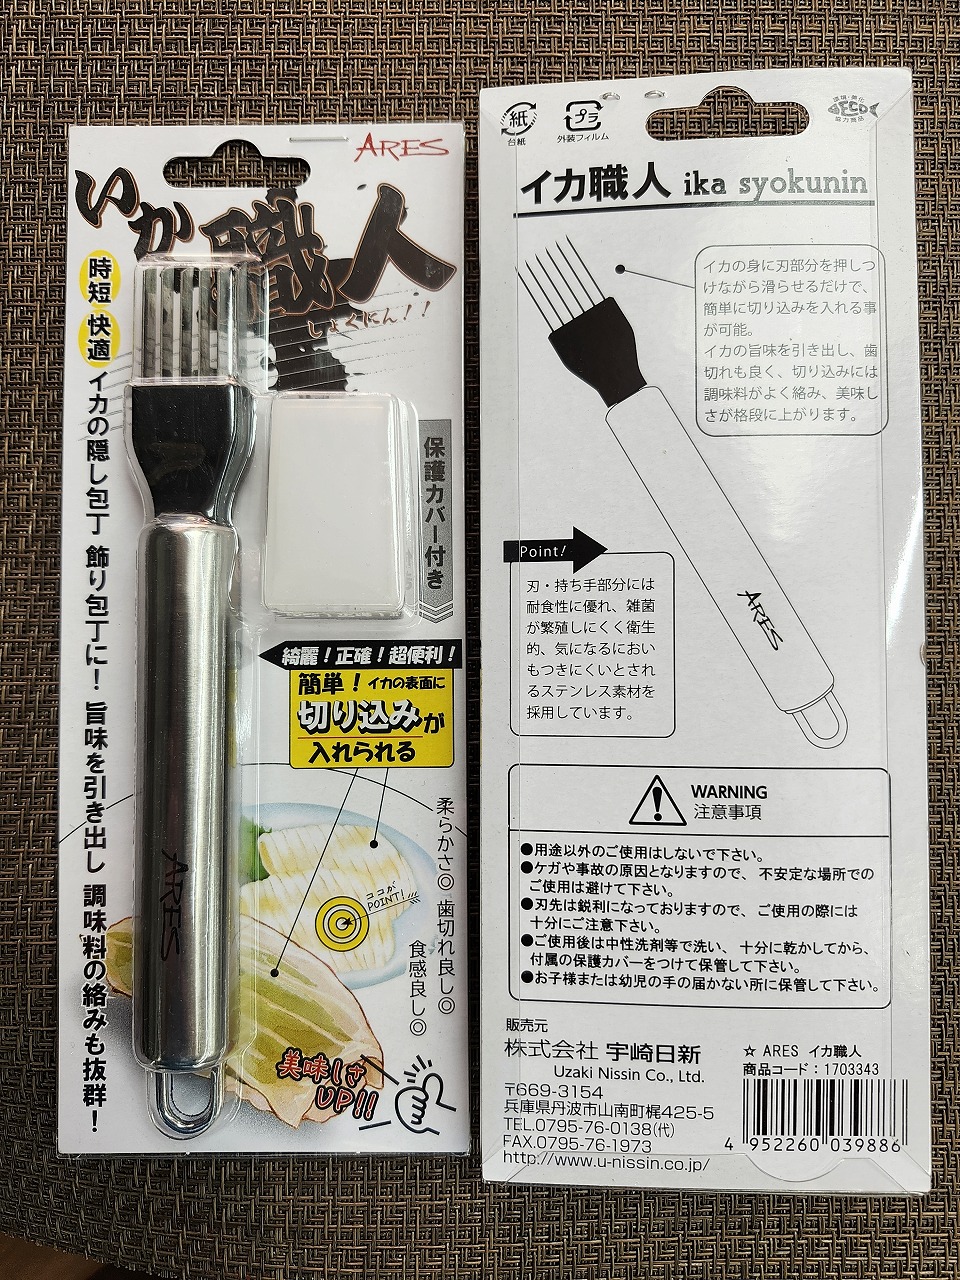 ARES
いか職人
しょくにん!!
時短
快適
イカの隠し包丁 飾り包丁に! 旨味を引き出し 調味料の絡みも抜群!
保護カバー付き
綺麗!正確!超便利!
簡単!イカの表面に
切り込みが
入れられる
柔らかさ◎ 歯切れ良し◎
食感良し◎
ココが
POINT!
美味しさ
UP!!
ARES
紙
台紙
プラ
外装フィルム
環境・商化
ECO
協力商品
イカ職人 ika syokunin
イカの身に刃部分を押しつ
けながら滑らせるだけで、
簡単に切り込みを入れる事
が可能。
イカの旨味を引き出し、歯
切れも良く、切り込みには
調味料がよく絡み、美味し
さが格段に上がります。
Point!
刃・持ち手部分には
耐食性に優れ、雑菌
が繁殖しにくく衛生
的、気になるにおい
もつきにくいとされ
るステンレス素材を
採用しています。
ARES
WARNING
注意事項
●用途以外のご使用はしないで下さい。
●ケガや事故の原因となりますので、不安定な場所での
ご使用は避けて下さい。
●刃先は鋭利になっておりますので、ご使用の際には
十分にご注意下さい。
●ご使用後は中性洗剤等で洗い、十分に乾かしてから、
付属の保護カバーをつけて保管して下さい。
●お子様または幼児の手の届かない所に保管して下さい。
販売元
株式会社 宇崎日新
Uzaki Nissin Co., Ltd.
〒669-3154
兵庫県丹波市山南町梶425-5
TEL.0795-76-0138(代)
FAX.0795-76-1973
http://www.u-nissin.co.jp/
☆ ARES イカ職人
商品コード:1703343
4 952260 039886